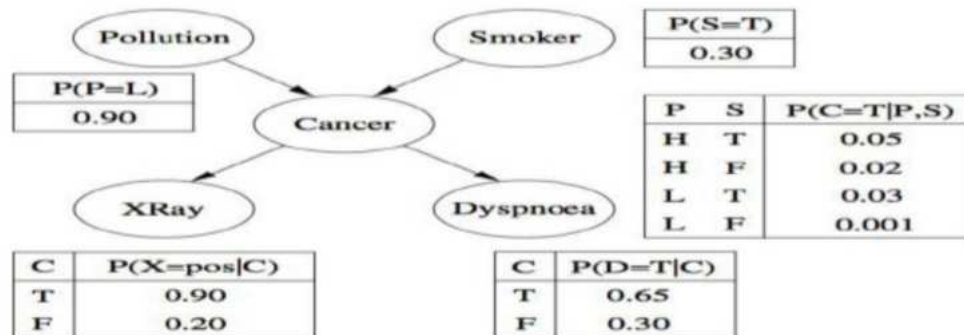 Pollution
Smoker
P(S=T)
0.30
P(P=L)
0.90
Cancer
P S P(C=T|P,S)
H T 0.05
H F 0.02
L T 0.03
L F 0.001
XRay
Dyspnoea
C P(X=pos|C)
T 0.90
F 0.20
C P(D=T|C)
T 0.65
F 0.30